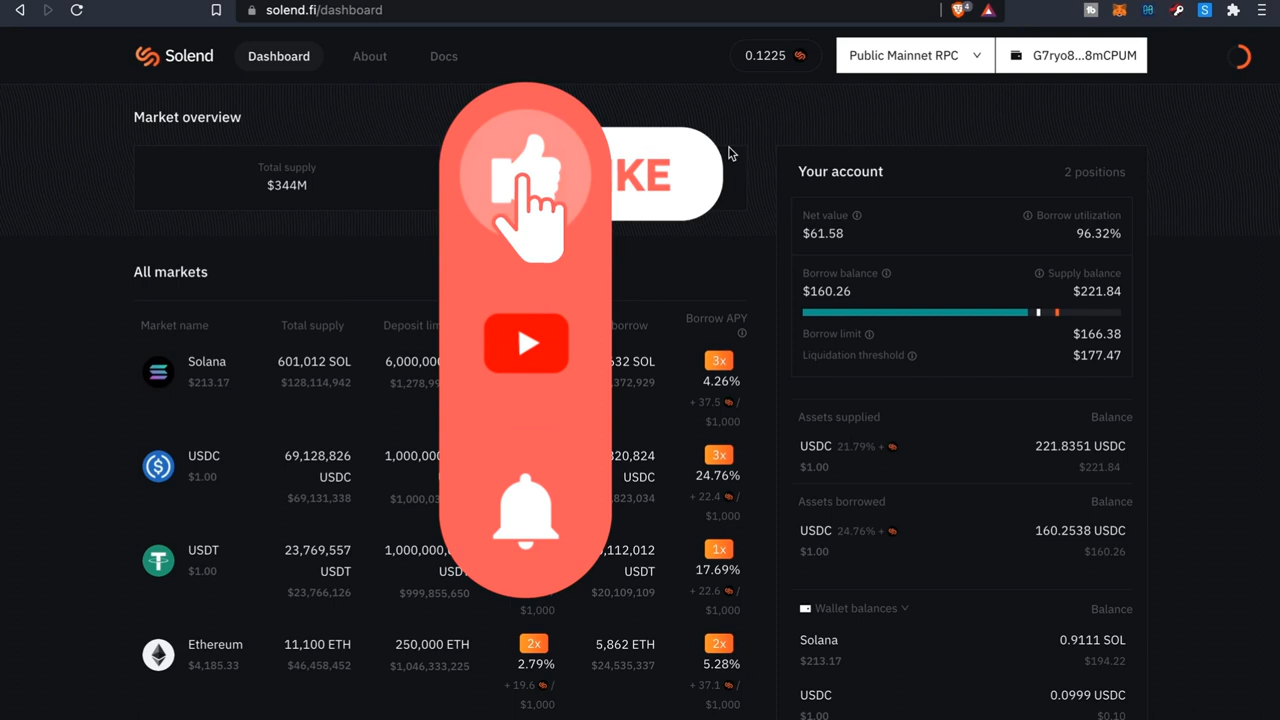 solend.fi/dashboard
4
S
Solend
Dashboard
About
Docs
0.1225
Public Mainnet RPC
G7ryo8...8mCPUM
Market overview
Total supply
$344M
KE
Your account
2 positions
Net value
Borrow utilization
$61.58
96.32%
Borrow balance
Supply balance
$160.26
$221.84
Borrow limit
$166.38
Liquidation threshold
$177.47
All markets
Market name
Total supply
Deposit lim
orrow
Borrow APY
Solana
601,012 SOL
6,000,00
632 SOL
3x
$213.17
$128,114,942
$1,278,99
372,929
4.26%
+ 37.5 /
$1,000
USDC
69,128,826
1,000,00
320,824
3x
$1.00
USDC
USDC
24.76%
$69,131,338
$1,000,03
823,034
+ 22.4 /
$1,000
USDT
23,769,557
1,000,000,
,112,012
1x
$1.00
USDT
USDT
USDT
17.69%
$23,766,126
$999,855,650
$20,109,109
+ 22.6 /
$1,000
$1,000
Ethereum
11,100 ETH
250,000 ETH
2x
5,862 ETH
2x
$4,185.33
$46,458,452
$1,046,333,225
2.79%
$24,535,337
5.28%
+ 19.6 /
+ 37.1 /
$1,000
$1,000
Assets supplied
Balance
USDC 21.79% +
221.8351 USDC
$1.00
$221.84
Assets borrowed
Balance
USDC 24.76% +
160.2538 USDC
$1.00
$160.26
Wallet balances
Balance
Solana
0.9111 SOL
$213.17
$194.22
USDC
0.0999 USDC
$1.00
$0.10